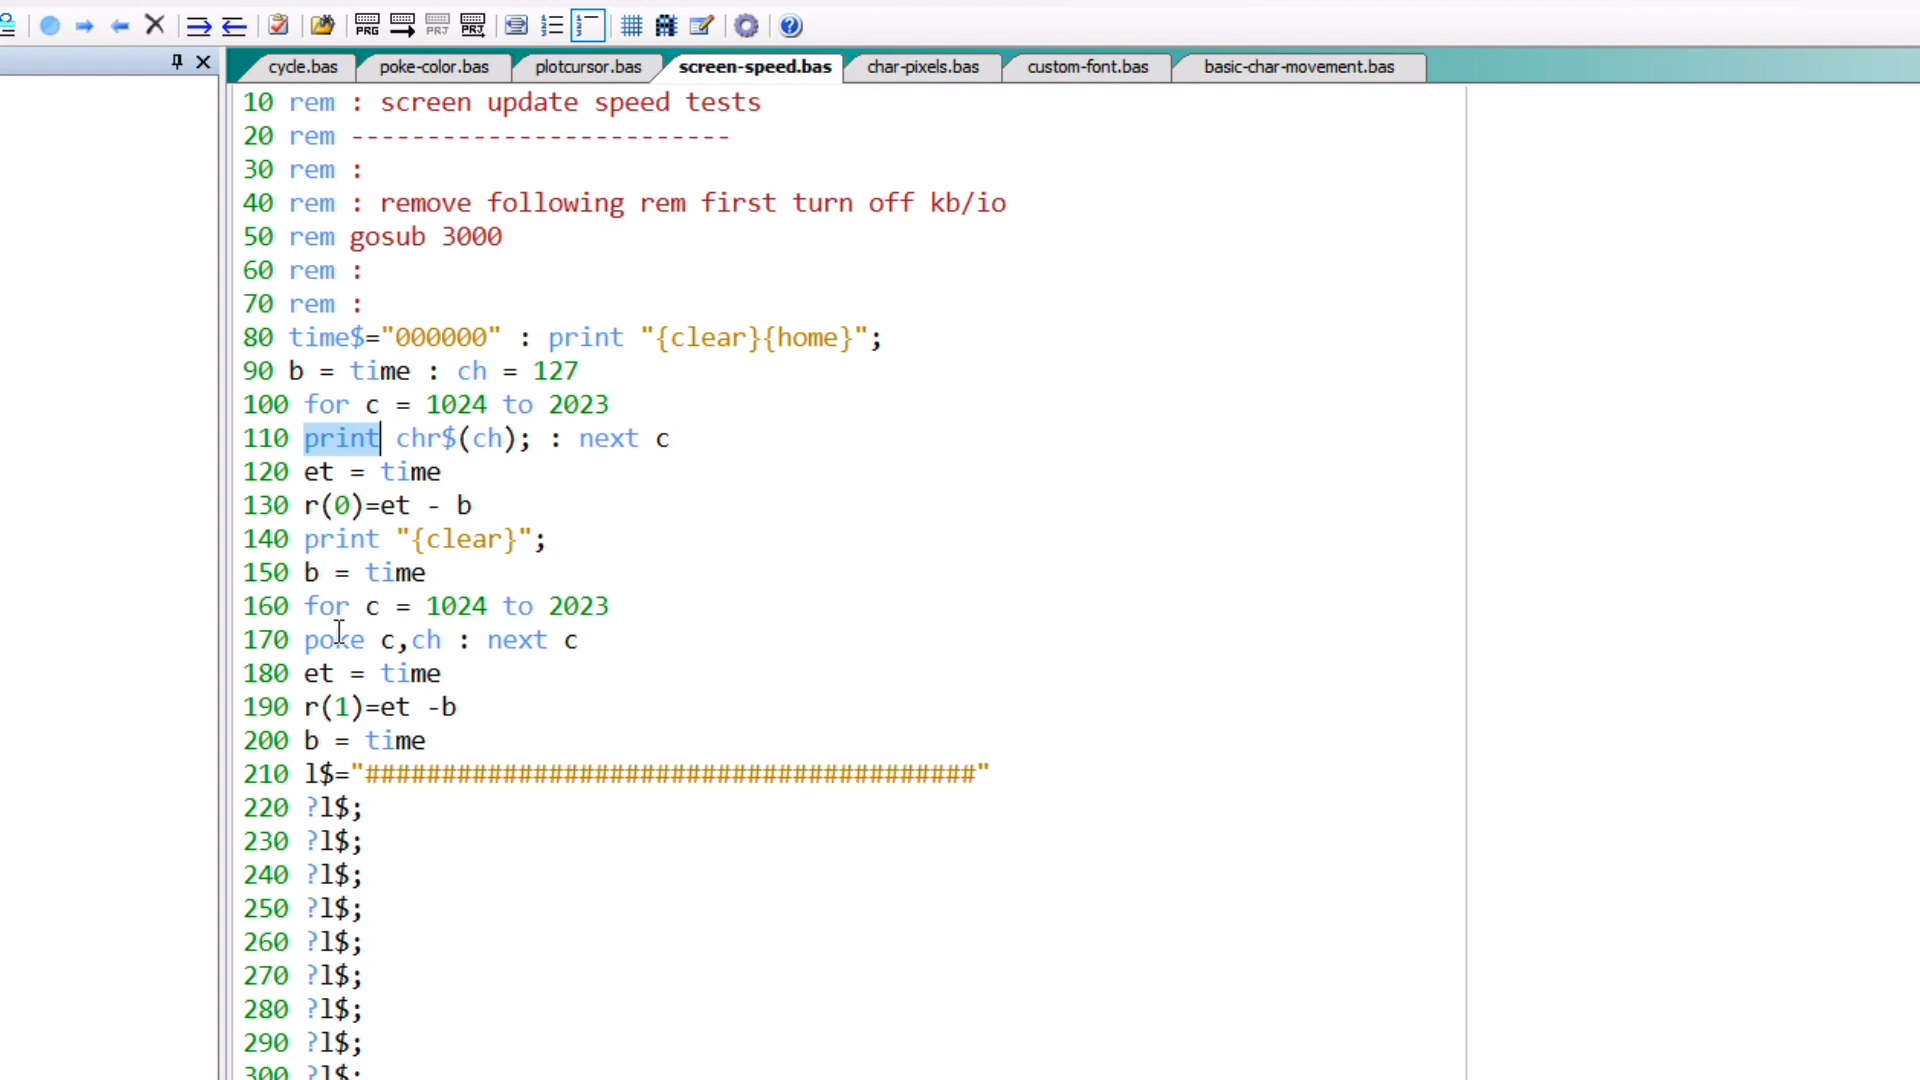 PRG PRJ PRJ
cycle.bas poke-color.bas plotcursor.bas screen-speed.bas char-pixels.bas custom-font.bas basic-char-movement.bas
10 rem : screen update speed tests
20 rem -------------------------
30 rem :
40 rem : remove following rem first turn off kb/io
50 rem gosub 3000
60 rem :
70 rem :
80 time$="000000" : print "{clear}{home}";
90 b = time : ch = 127
100 for c = 1024 to 2023
110 print chr$(ch); : next c
120 et = time
130 r(0)=et - b
140 print "{clear}";
150 b = time
160 for c = 1024 to 2023
170 poke c,ch : next c
180 et = time
190 r(1)=et -b
200 b = time
210 l$="########################################"
220 ?l$;
230 ?l$;
240 ?l$;
250 ?l$;
260 ?l$;
270 ?l$;
280 ?l$;
290 ?l$;
300 ?l$;